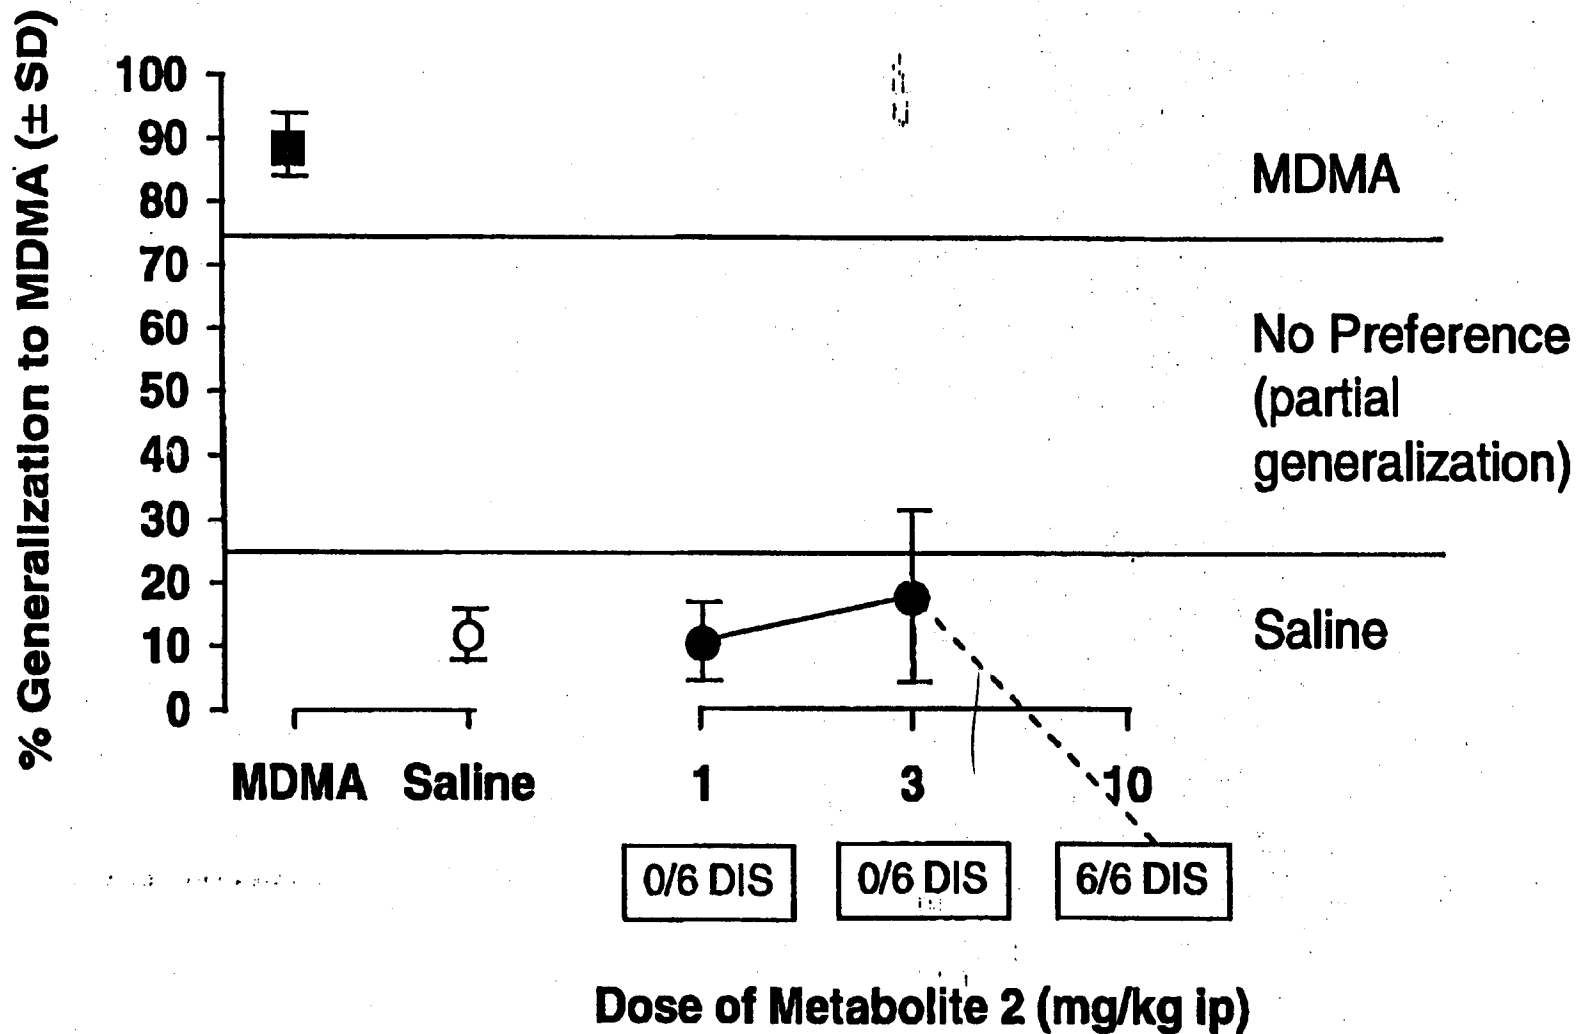 % Generalization to MDMA (± SD)
100
90
80
70
60
50
40
30
20
10
0
MDMA
No Preference
(partial
generalization)
Saline
MDMA Saline 1 3 10
0/6 DIS 0/6 DIS 6/6 DIS
Dose of Metabolite 2 (mg/kg ip)